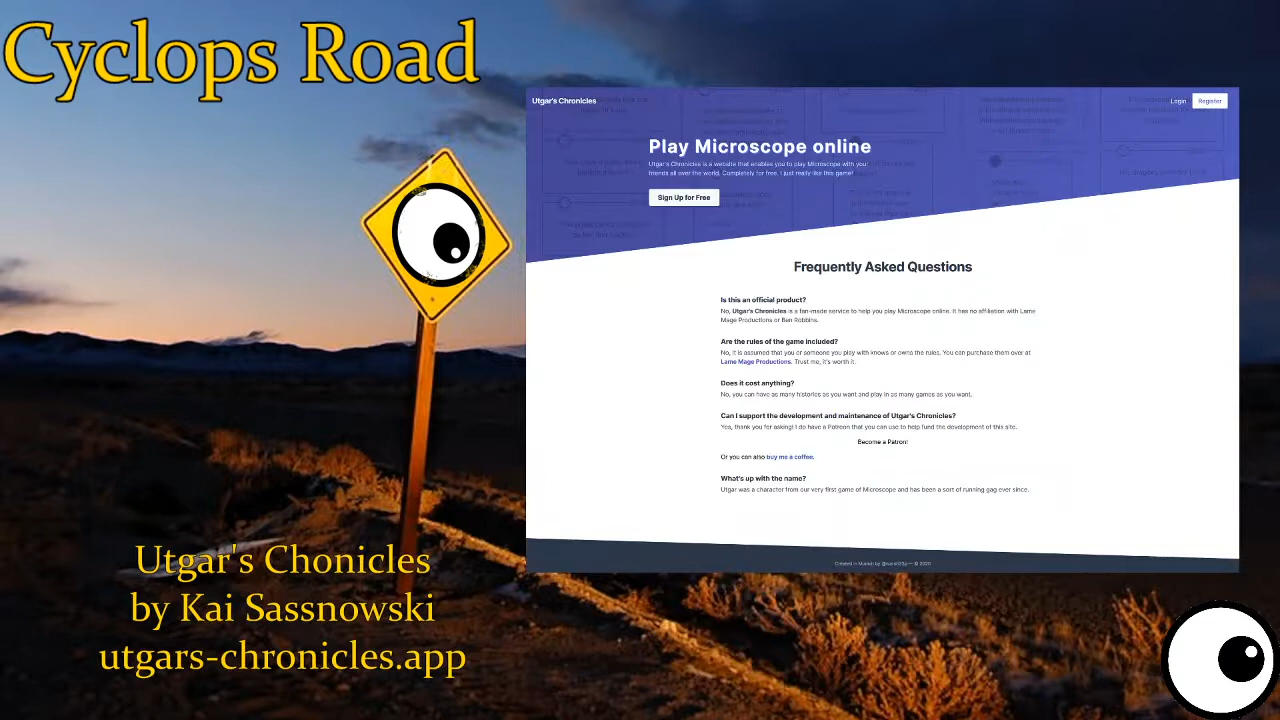 Cyclops Road
Utgar's Chronicles
Login
Register
Play Microscope online
Utgar's Chronicles is a website that enables you to play Microscope with your
friends all over the world. Completely for free. I just really like this game!
Sign Up for Free
Frequently Asked Questions
Is this an official product?
No, Utgar's Chronicles is a fan-made service to help you play Microscope online. It has no affiliation with Lame
Mage Productions or Ben Robbins.
Are the rules of the game included?
No, it is assumed that you or someone you play with knows or owns the rules. You can purchase them over at
Lame Mage Productions. Trust me, it's worth it.
Does it cost anything?
No, you can have as many histories as you want and play in as many games as you want.
Can I support the development and maintenance of Utgar's Chronicles?
Yes, thank you for asking! I do have a Patreon that you can use to help fund the development of this site.
Become a Patron!
Or you can also buy me a coffee.
What's up with the name?
Utgar was a character from our very first game of Microscope and has been a sort of running gag ever since.
Created in Munich by — © 2020
Utgar's Chonicles
by Kai Sassnowski
utgars-chronicles.app